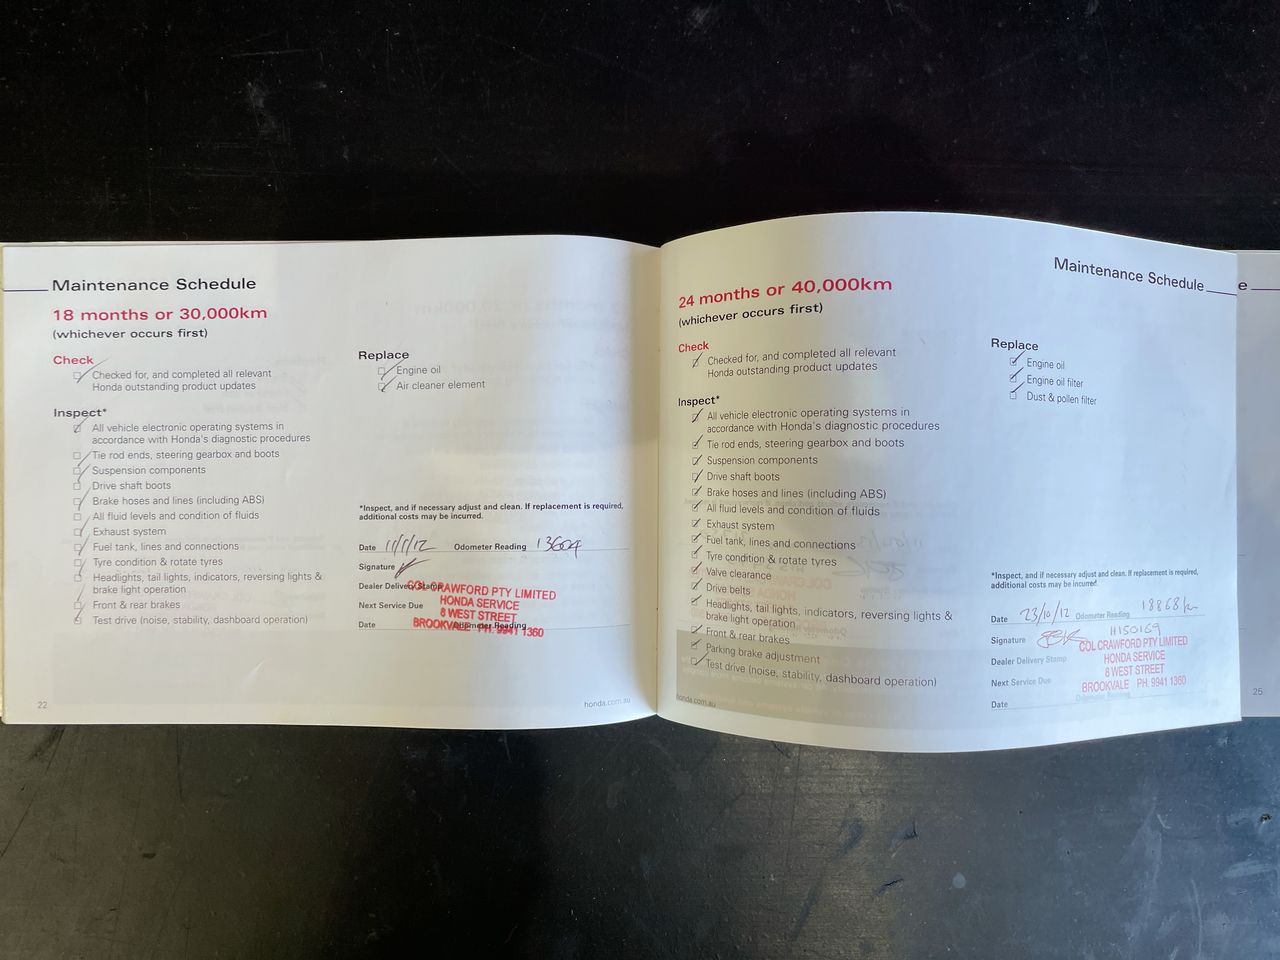 Maintenance Schedule
18 months or 30,000km
(whichever occurs first)
Check
Checked for, and completed all relevant
Honda outstanding product updates
Inspect*
All vehicle electronic operating systems in
accordance with Honda's diagnostic procedures
Tie rod ends, steering gearbox and boots
Suspension components
Drive shaft boots
Brake hoses and lines (including ABS)
All fluid levels and condition of fluids
Exhaust system
Fuel tank, lines and connections
Tyre condition & rotate tyres
Headlights, tail lights, indicators, reversing lights &
brake light operation
Front & rear brakes
Test drive (noise, stability, dashboard operation)
22
Replace
Engine oil
Air cleaner element
*Inspect, and if necessary adjust and clean. If replacement is required,
additional costs may be incurred.
Date 11/1/12 Odometer Reading 13604
Signature
Dealer Delivery Stamp
COL CRAWFORD PTY LIMITED
HONDA SERVICE
Next Service Due
8 WEST STREET
Date Odometer Reading
BROOKVALE PH. 9941 1360
honda.com.au
Maintenance Schedule
24 months or 40,000km
(whichever occurs first)
Check
Checked for, and completed all relevant
Honda outstanding product updates
Inspect*
All vehicle electronic operating systems in
accordance with Honda's diagnostic procedures
Tie rod ends, steering gearbox and boots
Suspension components
Drive shaft boots
Brake hoses and lines (including ABS)
All fluid levels and condition of fluids
Exhaust system
Fuel tank, lines and connections
Tyre condition & rotate tyres
Valve clearance
Drive belts
Headlights, tail lights, indicators, reversing lights &
brake light operation
Front & rear brakes
Parking brake adjustment
Test drive (noise, stability, dashboard operation)
honda.com.au
Replace
Engine oil
Engine oil filter
Dust & pollen filter
*Inspect, and if necessary adjust and clean. If replacement is required,
additional costs may be incurred.
Date 23/10/12 Odometer Reading 18868km
Signature
H150169
COL CRAWFORD PTY LIMITED
Dealer Delivery Stamp
HONDA SERVICE
Next Service Due
8 WEST STREET
BROOKVALE PH. 9941 1360
Date Odometer Reading
e
25